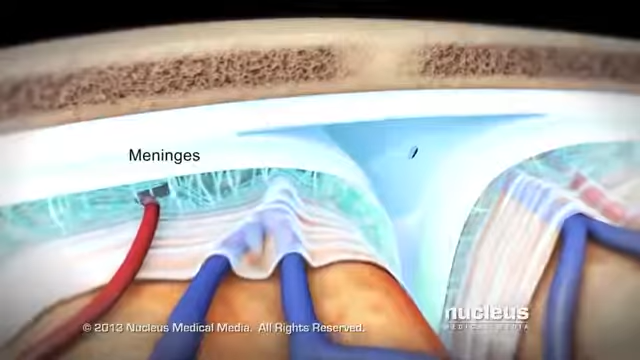 Meninges
nucleus
MEDICAL MEDIA
© 2013 Nucleus Medical Media. All Rights Reserved.